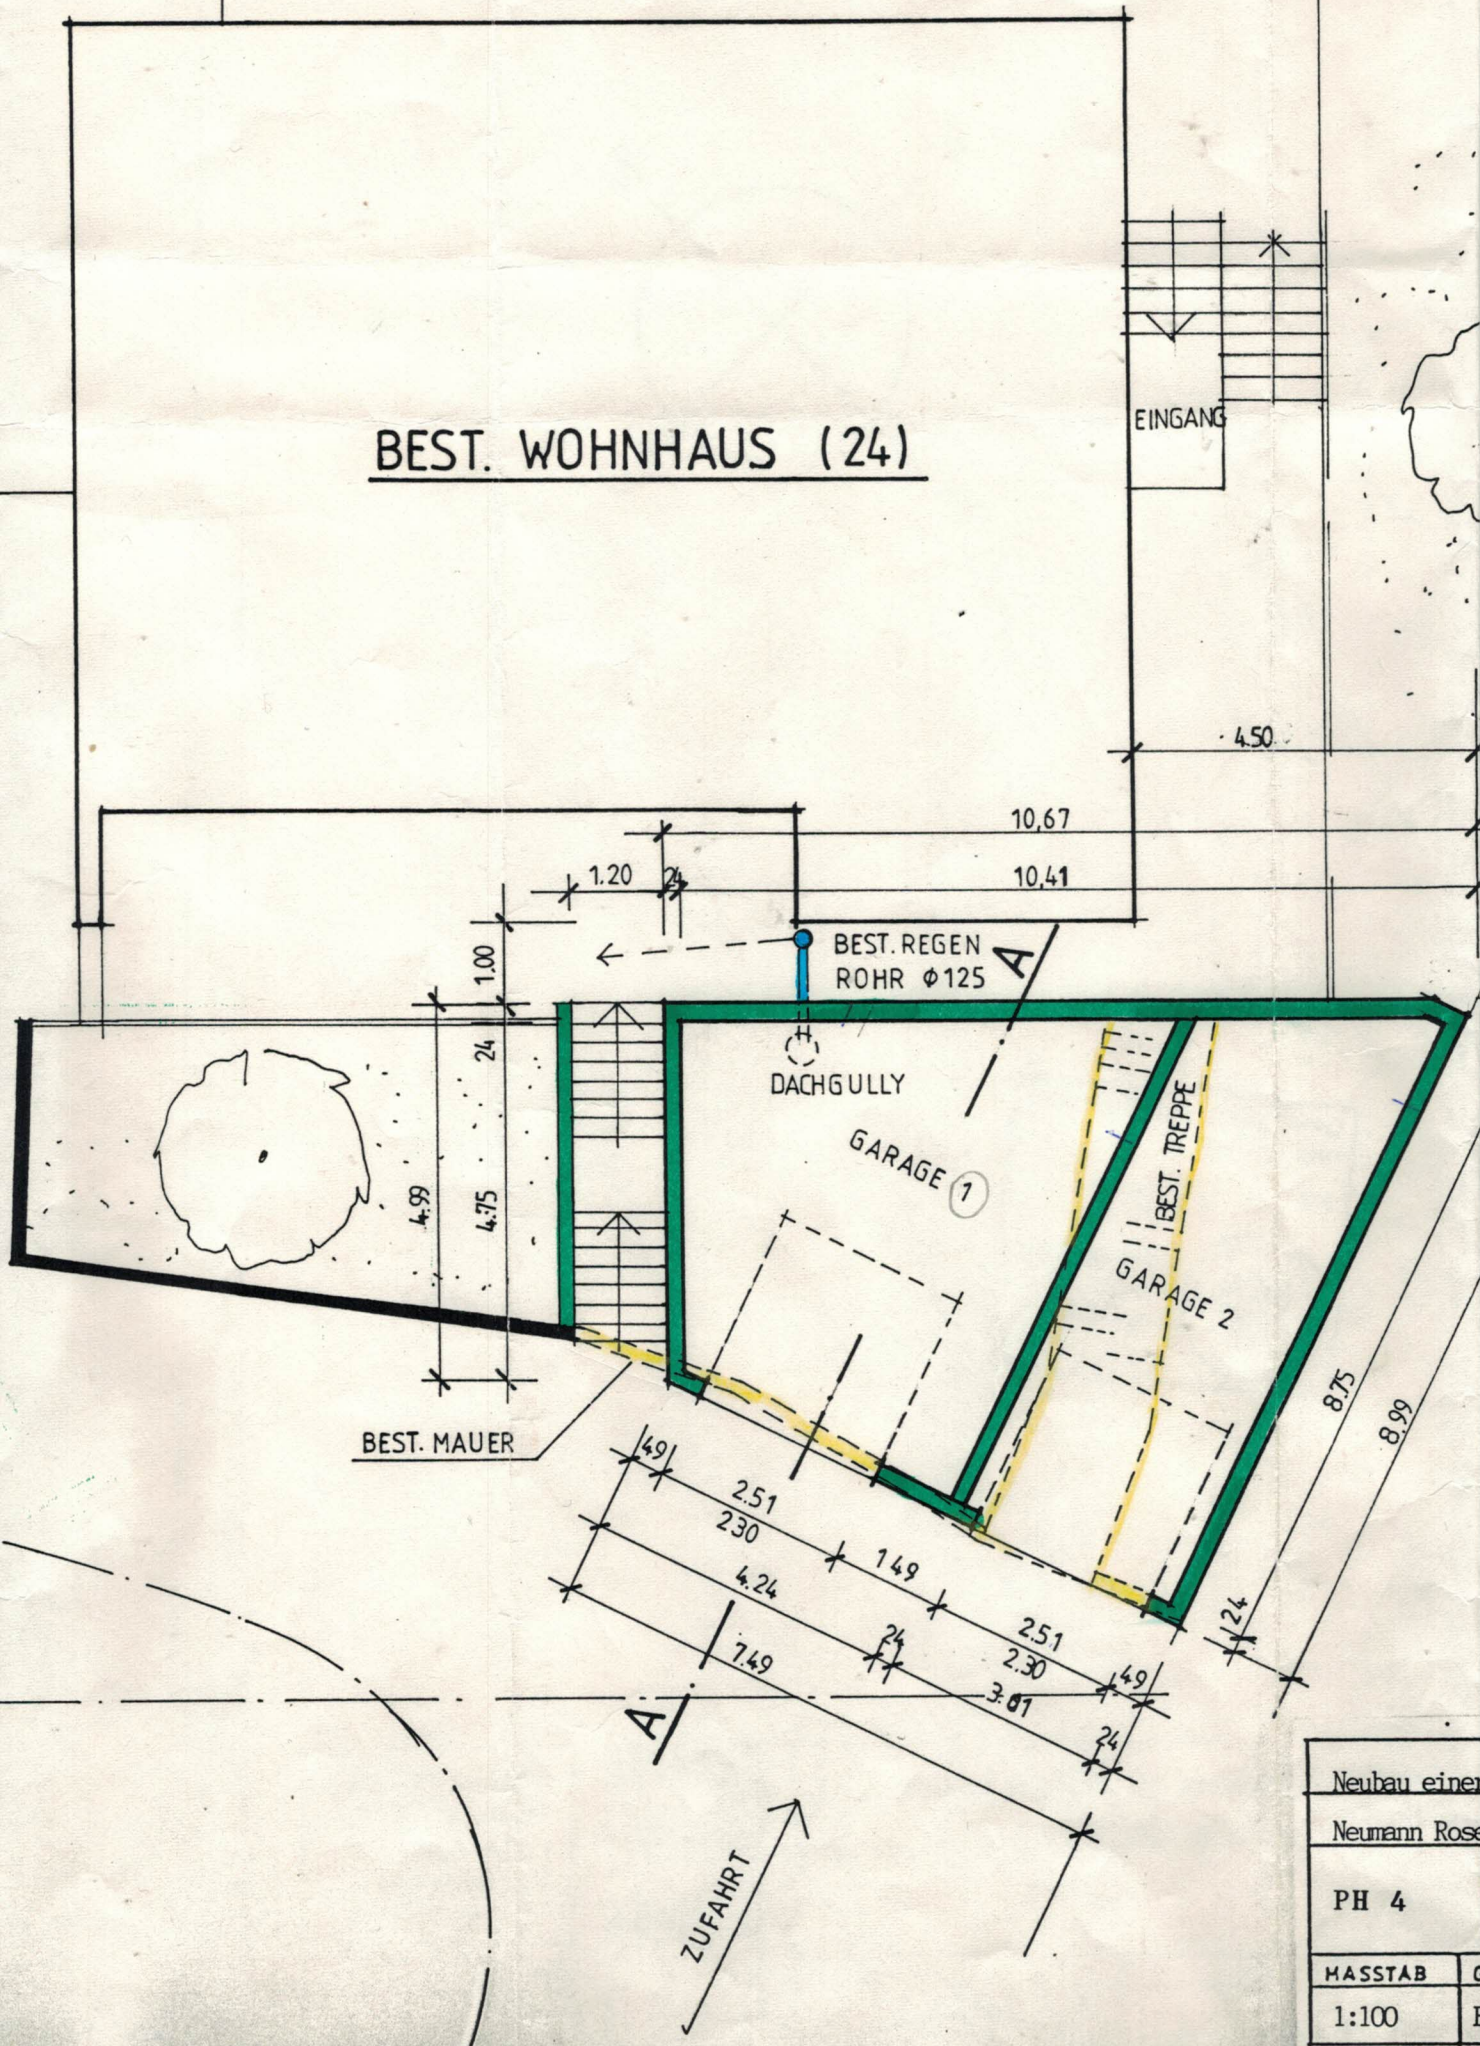 EINGANG
BEST. WOHNHAUS (24)
4.50
10,67
1.20
24
10,41
1.00
BEST. REGEN
ROHR Ø125
A
24
DACHGULLY
GARAGE 1
BEST. TREPPE
4.99
4.75
GARAGE 2
8.75
8.99
BEST. MAUER
49
2.51
2.30
1.49
4.24
24
2.51
2.30
7.49
3.01
49
24
24
A
ZUFAHRT
Neubau einer
Neumann Rose
PH 4
MASSTAB
1:100